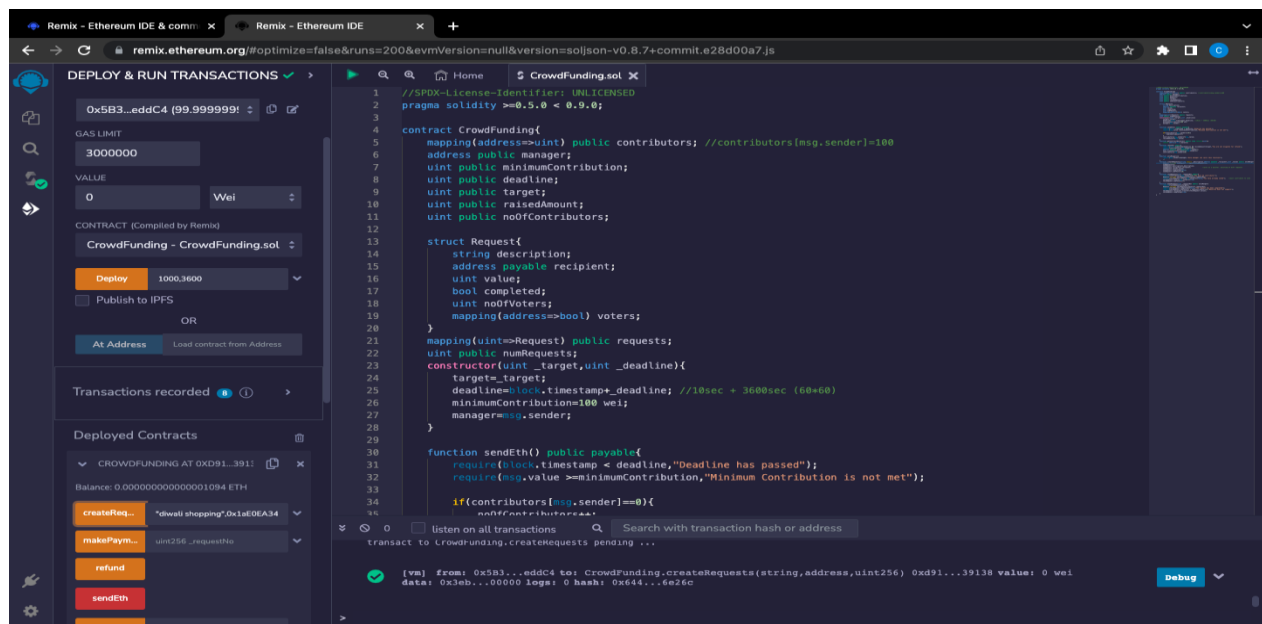 Remix - Ethereum IDE & comm
Remix - Ethereum IDE
remix.ethereum.org/#optimize=false&runs=200&evmVersion=null&version=soljson-v0.8.7+commit.e28d00a7.js
C
DEPLOY & RUN TRANSACTIONS
0x5B3...eddC4 (99.9999999!
GAS LIMIT
3000000
VALUE
0
Wei
CONTRACT (Compiled by Remix)
CrowdFunding - CrowdFunding.sol
Deploy
1000,3600
Publish to IPFS
OR
At Address
Load contract from Address
Transactions recorded 8 i
Deployed Contracts
CROWDFUNDING AT 0XD91...3913
Balance: 0.000000000000001094 ETH
createReq...
"diwali shopping",0x1aE0EA34
makePaym...
uint256 _requestNo
refund
sendEth
Home
CrowdFunding.sol
1 //SPDX-License-Identifier: UNLICENSED
2 pragma solidity >=0.5.0 < 0.9.0;
3
4 contract CrowdFunding{
5 mapping(address=>uint) public contributors; //contributors[msg.sender]=100
6 address public manager;
7 uint public minimumContribution;
8 uint public deadline;
9 uint public target;
10 uint public raisedAmount;
11 uint public noOfContributors;
12
13 struct Request{
14 string description;
15 address payable recipient;
16 uint value;
17 bool completed;
18 uint noOfVoters;
19 mapping(address=>bool) voters;
20 }
21 mapping(uint=>Request) public requests;
22 uint public numRequests;
23 constructor(uint _target,uint _deadline){
24 target=_target;
25 deadline=block.timestamp+_deadline; //10sec + 3600sec (60*60)
26 minimumContribution=100 wei;
27 manager=msg.sender;
28 }
29
30 function sendEth() public payable{
31 require(block.timestamp < deadline,"Deadline has passed");
32 require(msg.value >=minimumContribution,"Minimum Contribution is not met");
33
34 if(contributors[msg.sender]==0){
35 noOfContributors++;
0
listen on all transactions
Search with transaction hash or address
transact to CrowdFunding.createRequests pending ...
[vm] from: 0x5B3...eddC4 to: CrowdFunding.createRequests(string,address,uint256) 0xd91...39138 value: 0 wei
data: 0x3eb...00000 logs: 0 hash: 0x644...6e26c
Debug
>